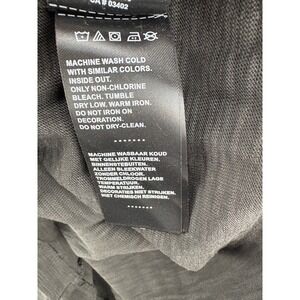 CA # 03402
MACHINE WASH COLD
WITH SIMILAR COLORS.
INSIDE OUT.
ONLY NON-CHLORINE
BLEACH. TUMBLE
DRY LOW, WARM IRON.
DO NOT IRON ON
DECORATION.
DO NOT DRY-CLEAN.
MACHINE WASBAAR KOUD
MET GELIJKE KLEUREN.
BINNENSTEBUITEN.
ALLEEN BLEEKWATER
ZONDER CHLOOR.
TROMMELDROGEN LAGE
TEMPERATUUR.
WARM STRIJKEN.
DECORATIES NIET STRIJKEN.
NIET CHEMISCH REINIGEN.